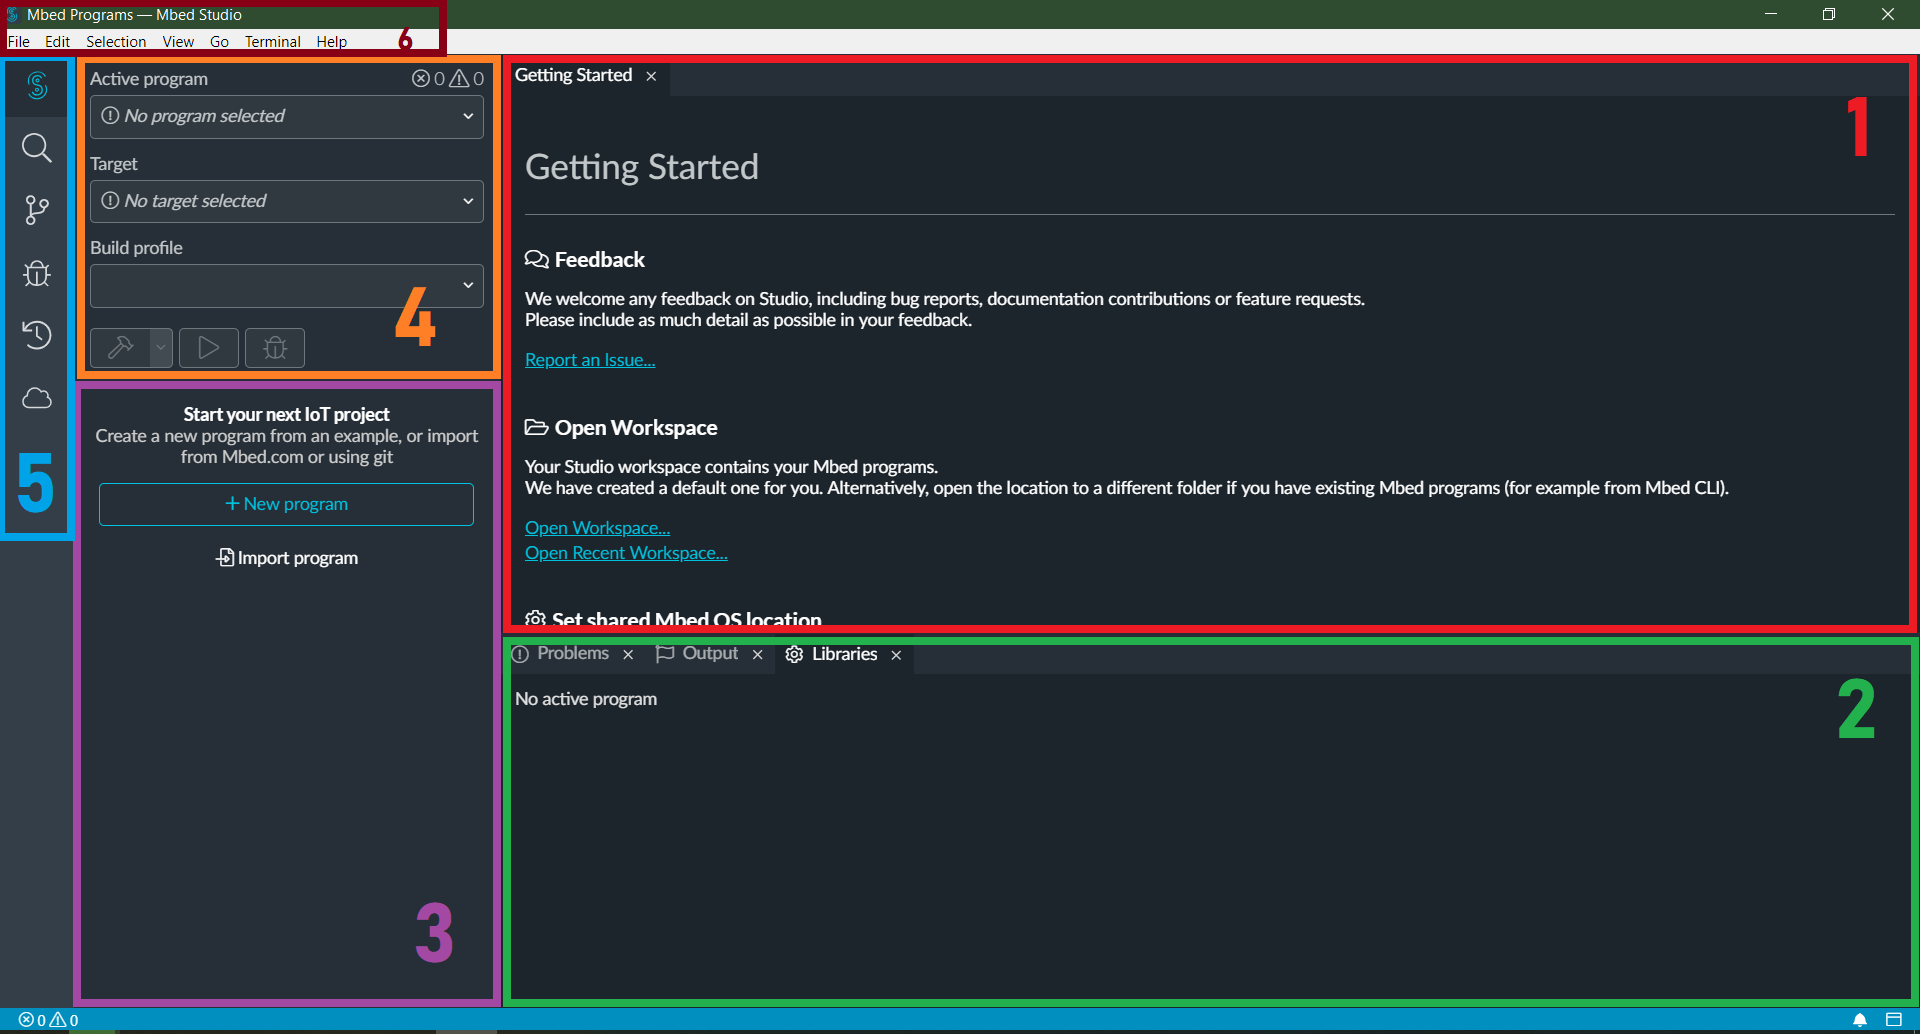 Mbed Programs — Mbed Studio
File Edit Selection View Go Terminal Help
6
Active program 0 0
No program selected
Target
No target selected
Build profile
4
5
Start your next IoT project
Create a new program from an example, or import
from Mbed.com or using git
+ New program
Import program
3
Getting Started
1
Getting Started
Feedback
We welcome any feedback on Studio, including bug reports, documentation contributions or feature requests.
Please include as much detail as possible in your feedback.
Report an Issue...
Open Workspace
Your Studio workspace contains your Mbed programs.
We have created a default one for you. Alternatively, open the location to a different folder if you have existing Mbed programs (for example from Mbed CLI).
Open Workspace...
Open Recent Workspace...
Set shared Mbed OS location
Problems Output Libraries
No active program
2
0 0